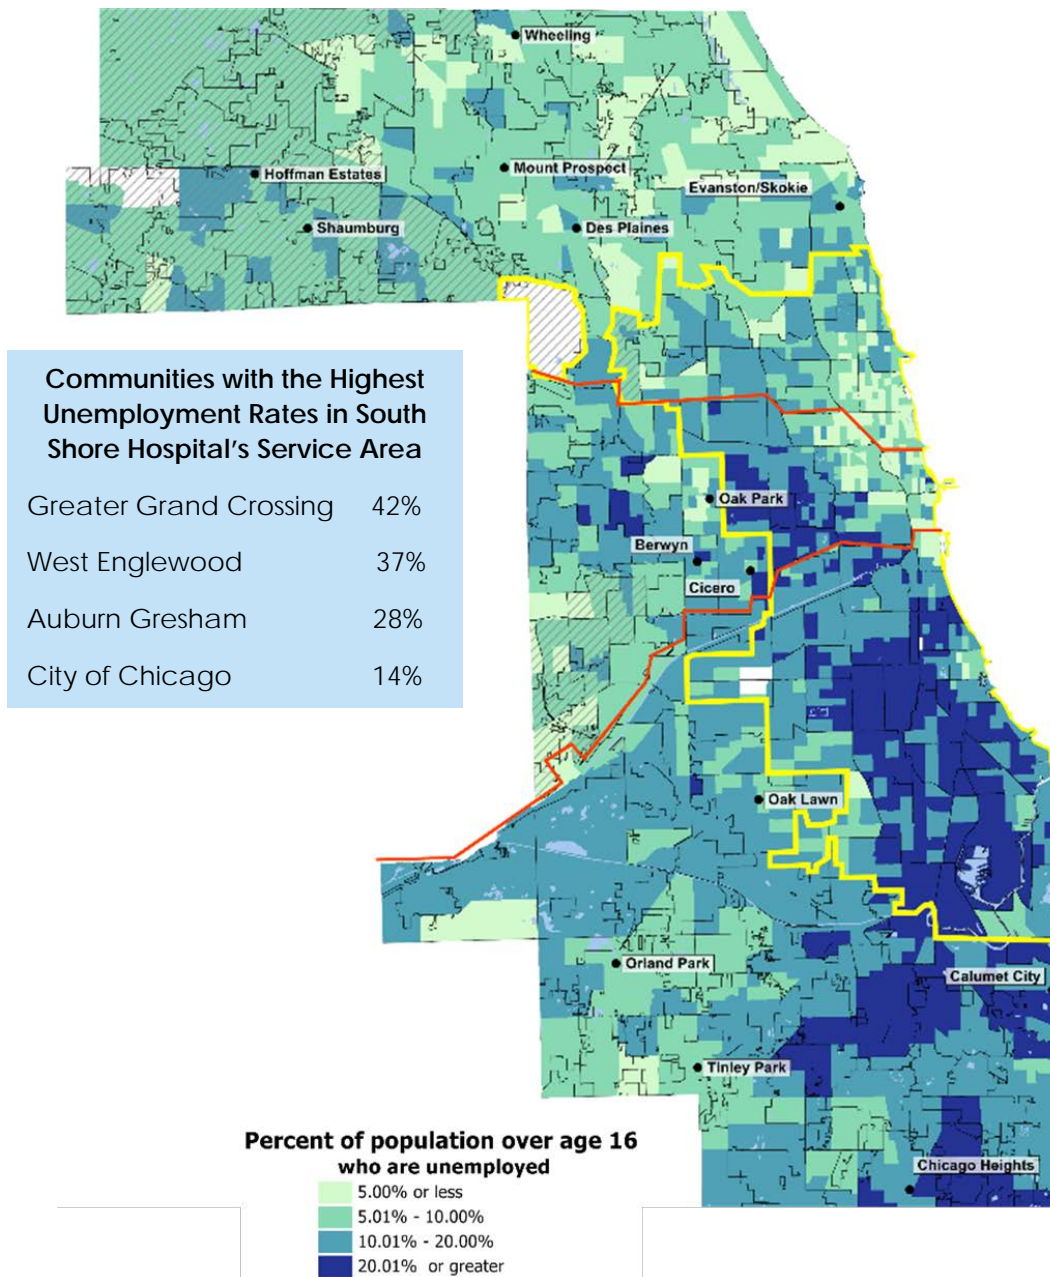 Wheeling
Mount Prospect
Hoffman Estates
Evanston/Skokie
Shaumburg
Des Plaines
Communities with the Highest
Unemployment Rates in South
Shore Hospital's Service Area
Greater Grand Crossing 42%
West Englewood 37%
Auburn Gresham 28%
City of Chicago 14%
Oak Park
Berwyn
Cicero
Oak Lawn
Orland Park
Calumet City
Tinley Park
Chicago Heights
Percent of population over age 16
who are unemployed
5.00% or less
5.01% - 10.00%
10.01% - 20.00%
20.01% or greater